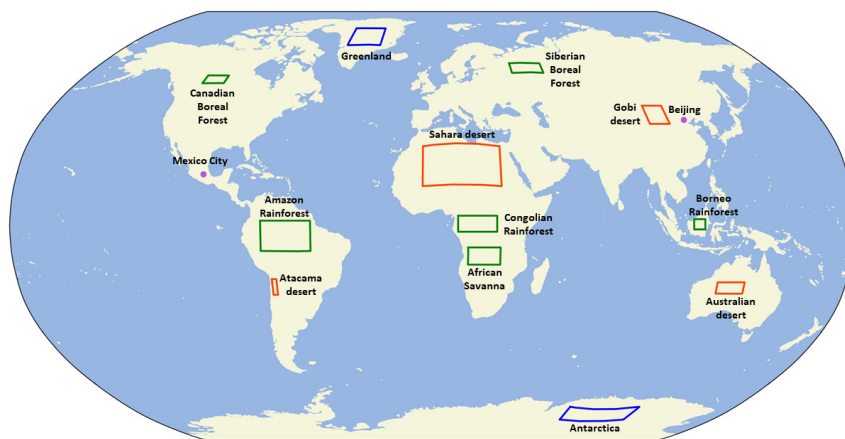 Greenland
Siberian
Boreal
Forest
Canadian
Boreal
Forest
Gobi
desert
Beijing
Sahara desert
Mexico City
Amazon
Rainforest
Congolian
Rainforest
Borneo
Rainforest
African
Savanna
Atacama
desert
Australian
desert
Antarctica